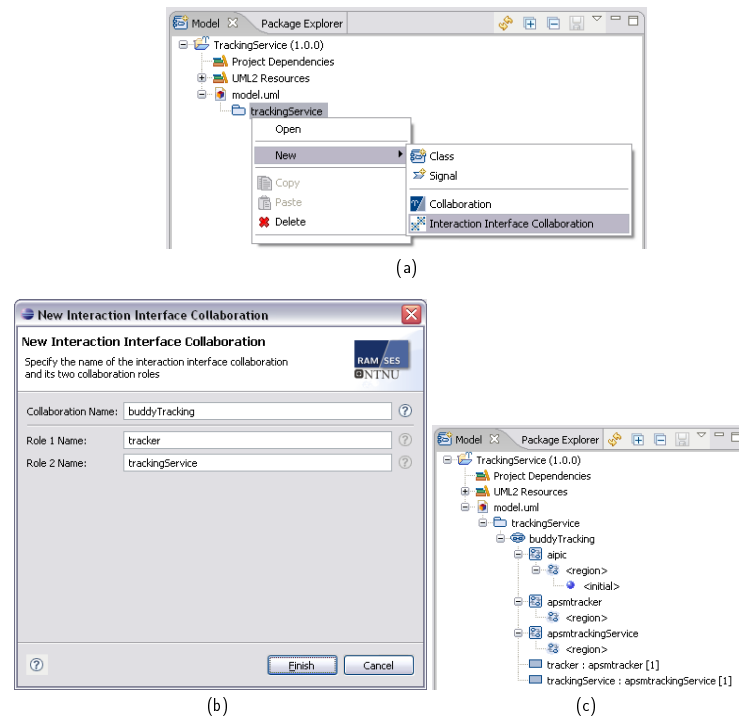 Model
Package Explorer
TrackingService (1.0.0)
Project Dependencies
UML2 Resources
model.uml
trackingService
Open
New
Copy
Paste
Delete
Class
Signal
Collaboration
Interaction Interface Collaboration
(a)
New Interaction Interface Collaboration
New Interaction Interface Collaboration
Specify the name of the interaction interface collaboration
and its two collaboration roles
RAM SES
NTNU
Collaboration Name: buddyTracking
Role 1 Name: tracker
Role 2 Name: trackingService
Finish Cancel
(b)
Model Package Explorer
TrackingService (1.0.0)
Project Dependencies
UML2 Resources
model.uml
trackingService
buddyTracking
aipic
<region>
<initial>
apsmtracker
<region>
apsmtrackingService
<region>
tracker : apsmtracker [1]
trackingService : apsmtrackingService [1]
(c)